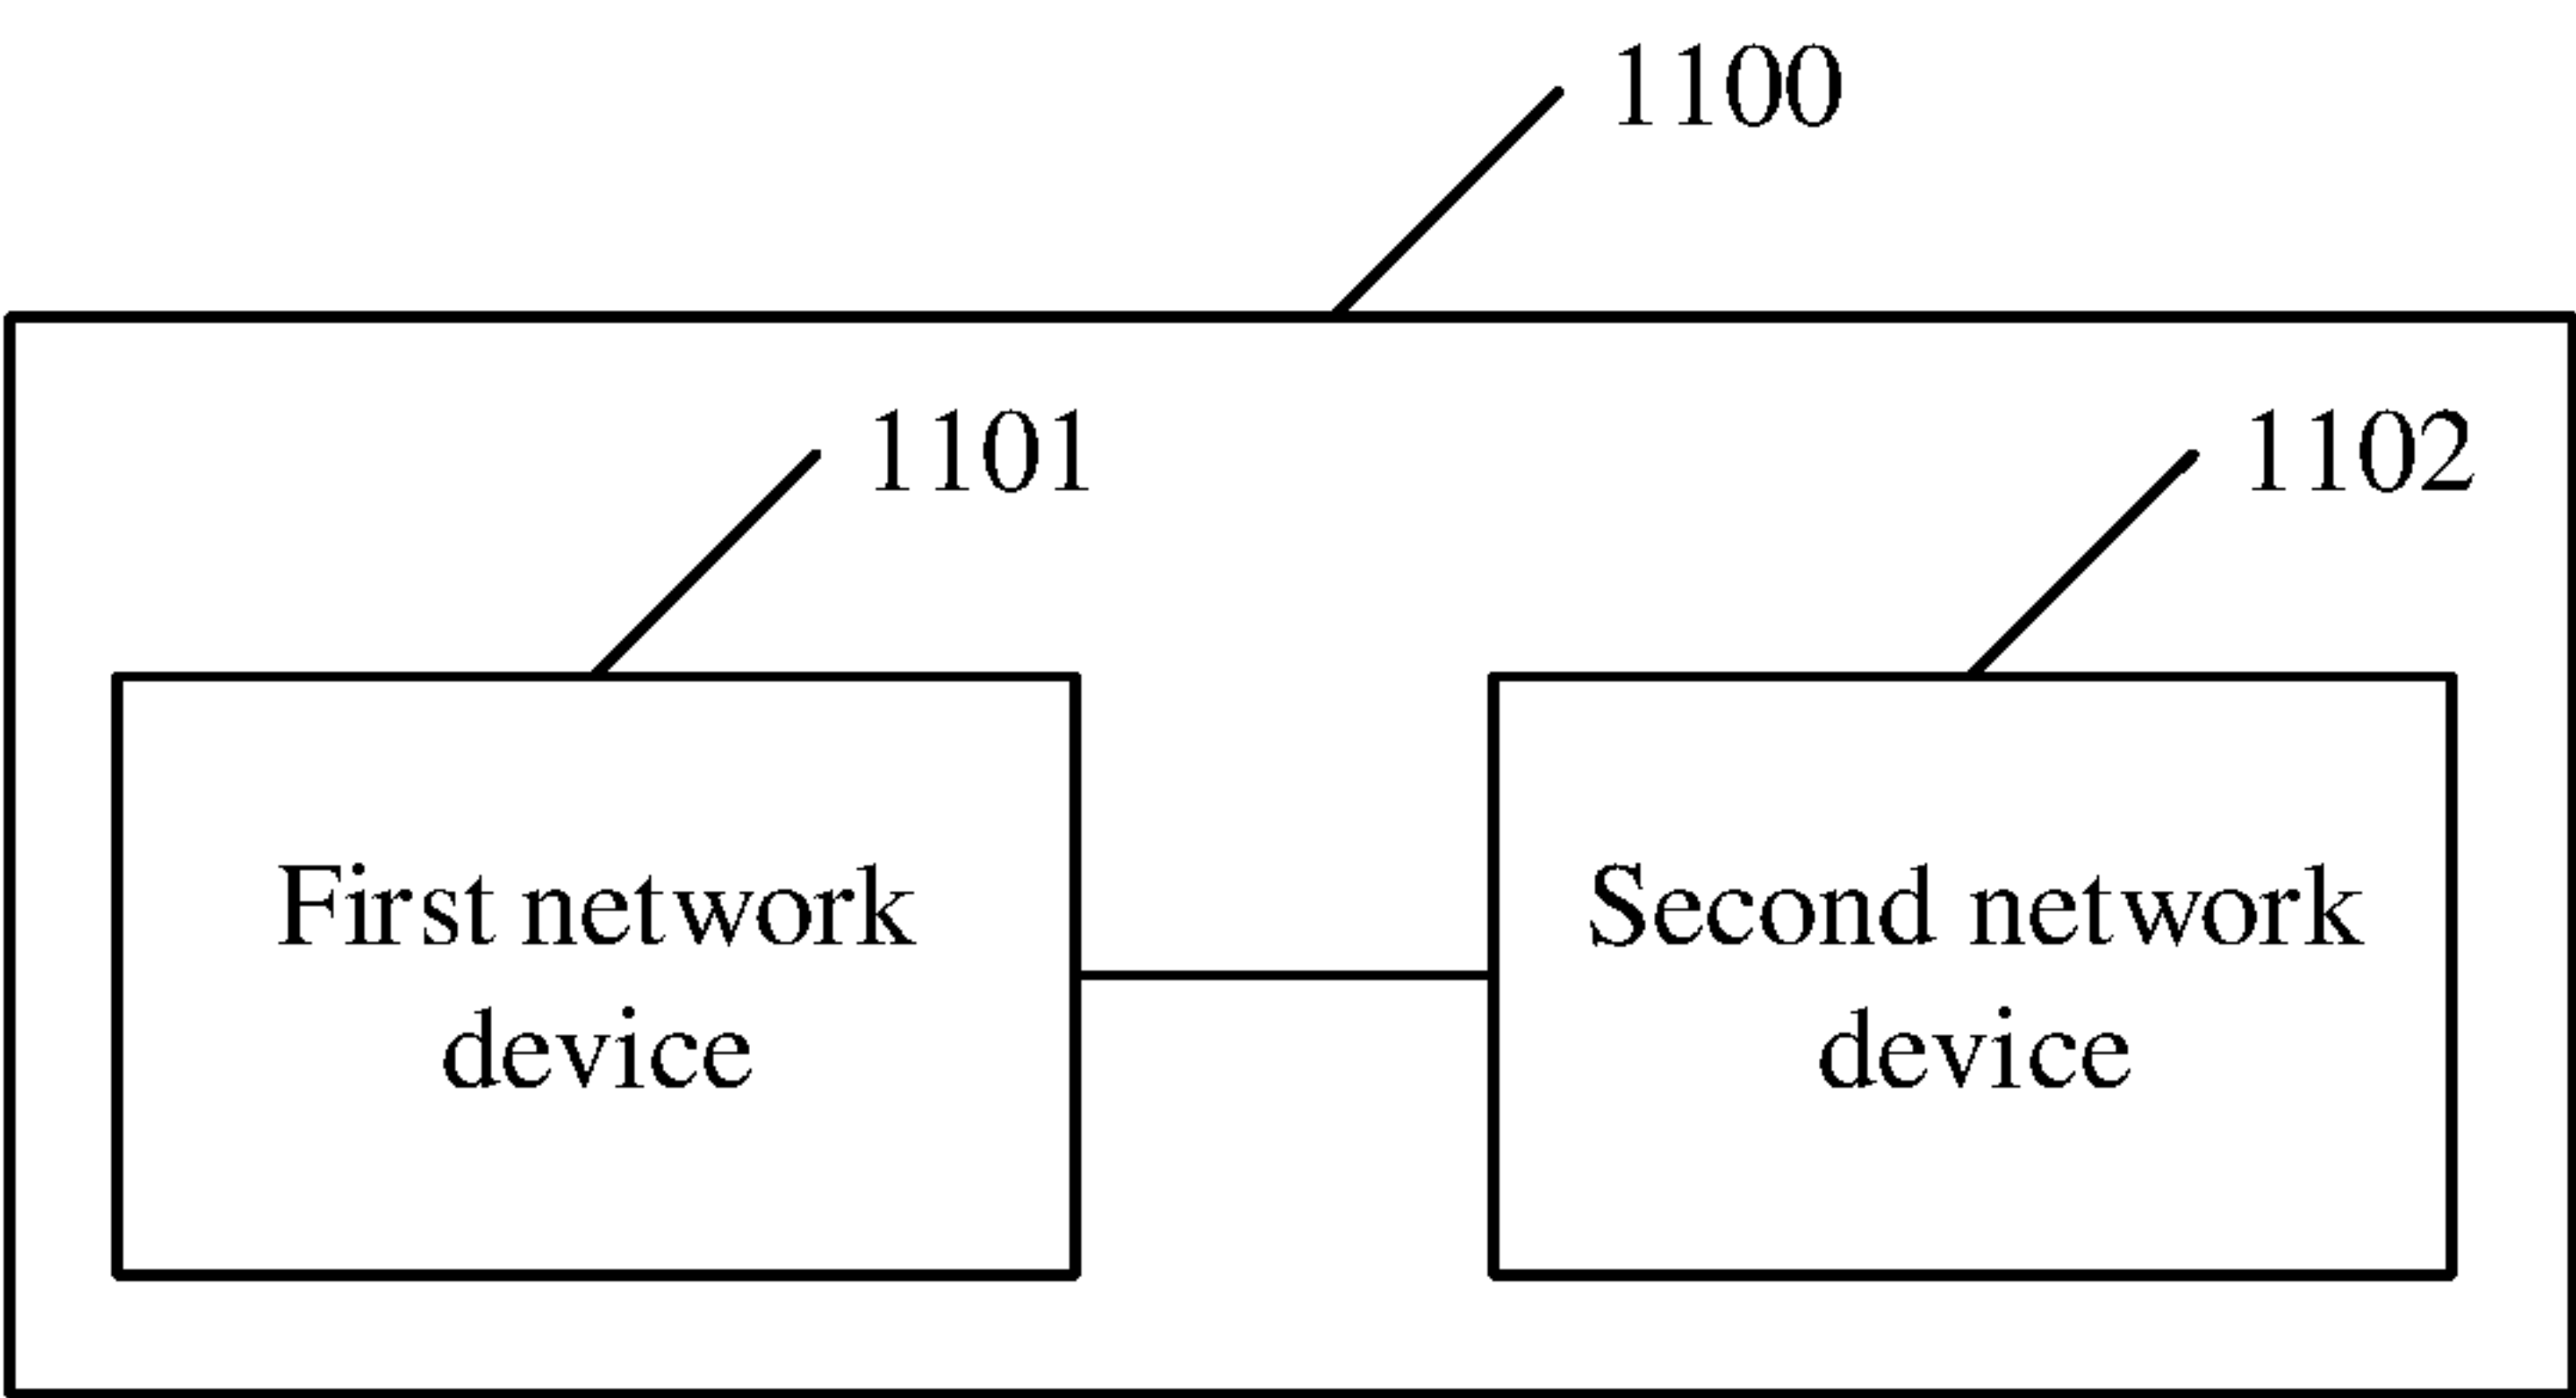 1100
1101
1102
First network
device
Second network
device